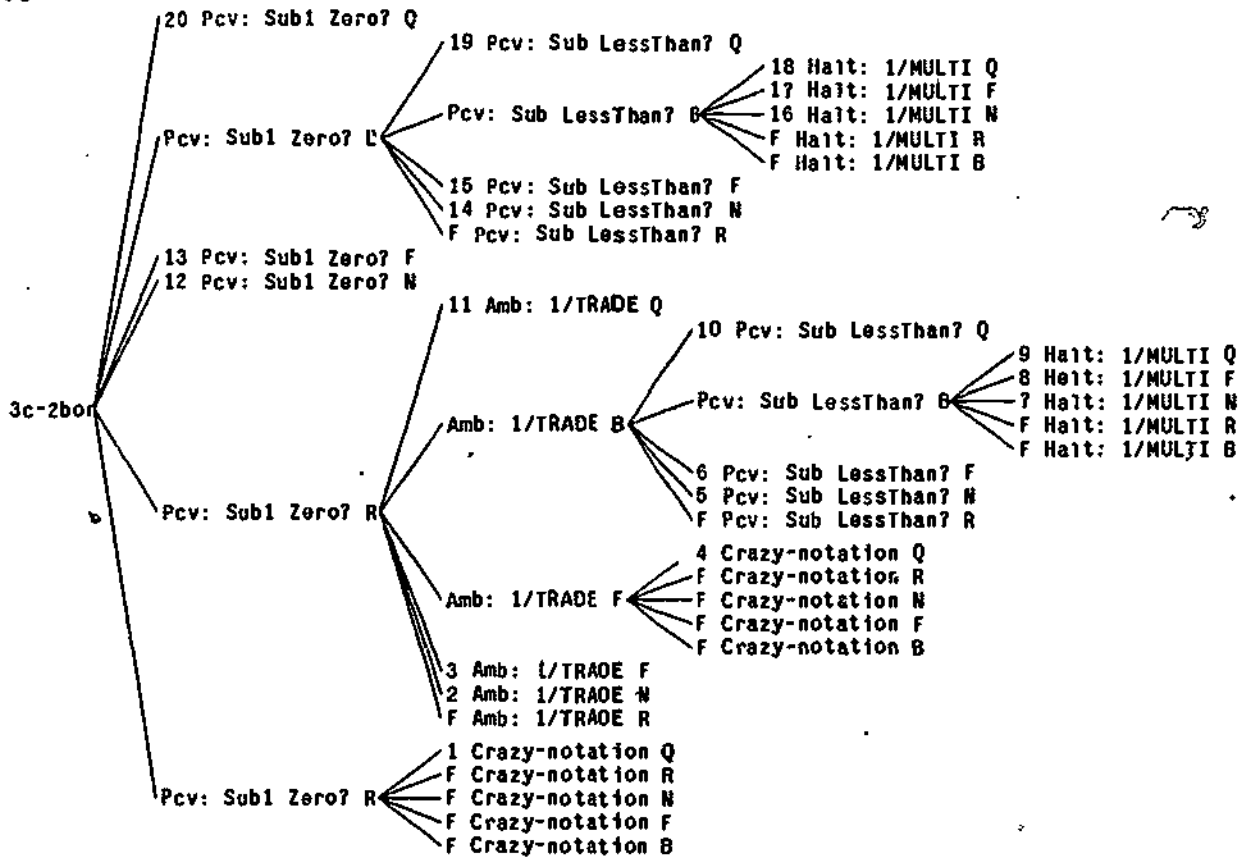 20 Pcv: Sub1 Zero? Q
19 Pcv: Sub LessThan? Q
18 Halt: 1/MULTI Q
17 Halt: 1/MULTI F
Pcv: Sub LessThan? B
16 Halt: 1/MULTI N
F Halt: 1/MULTI R
Pcv: Sub1 Zero?
F Halt: 1/MULTI B
15 Pcv: Sub LessThan? F
14 Pcv: Sub LessThan? N
F Pcv: Sub LessThan? R
13 Pcv: Sub1 Zero? F
12 Pcv: Sub1 Zero? N
11 Amb: 1/TRADE Q
10 Pcv: Sub LessThan? Q
9 Halt: 1/MULTI Q
8 Halt: 1/MULTI F
3c-2bor
Pcv: Sub LessThan? B
7 Halt: 1/MULTI N
Amb: 1/TRADE B
F Halt: 1/MULTI R
F Halt: 1/MULTI B
6 Pcv: Sub LessThan? F
5 Pcv: Sub LessThan? N
Pcv: Sub1 Zero? R
F Pcv: Sub LessThan? R
4 Crazy-notation Q
F Crazy-notation R
Amb: 1/TRADE F
F Crazy-notation N
F Crazy-notation F
F Crazy-notation B
3 Amb: 1/TRADE F
2 Amb: 1/TRADE N
F Amb: 1/TRADE R
1 Crazy-notation Q
F Crazy-notation R
Pcv: Sub1 Zero? R
F Crazy-notation N
F Crazy-notation F
F Crazy-notation B